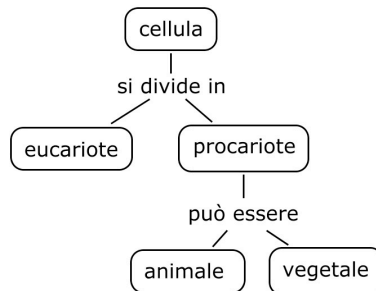 cellula
si divide in
eucariote
procariote
può essere
animale
vegetale